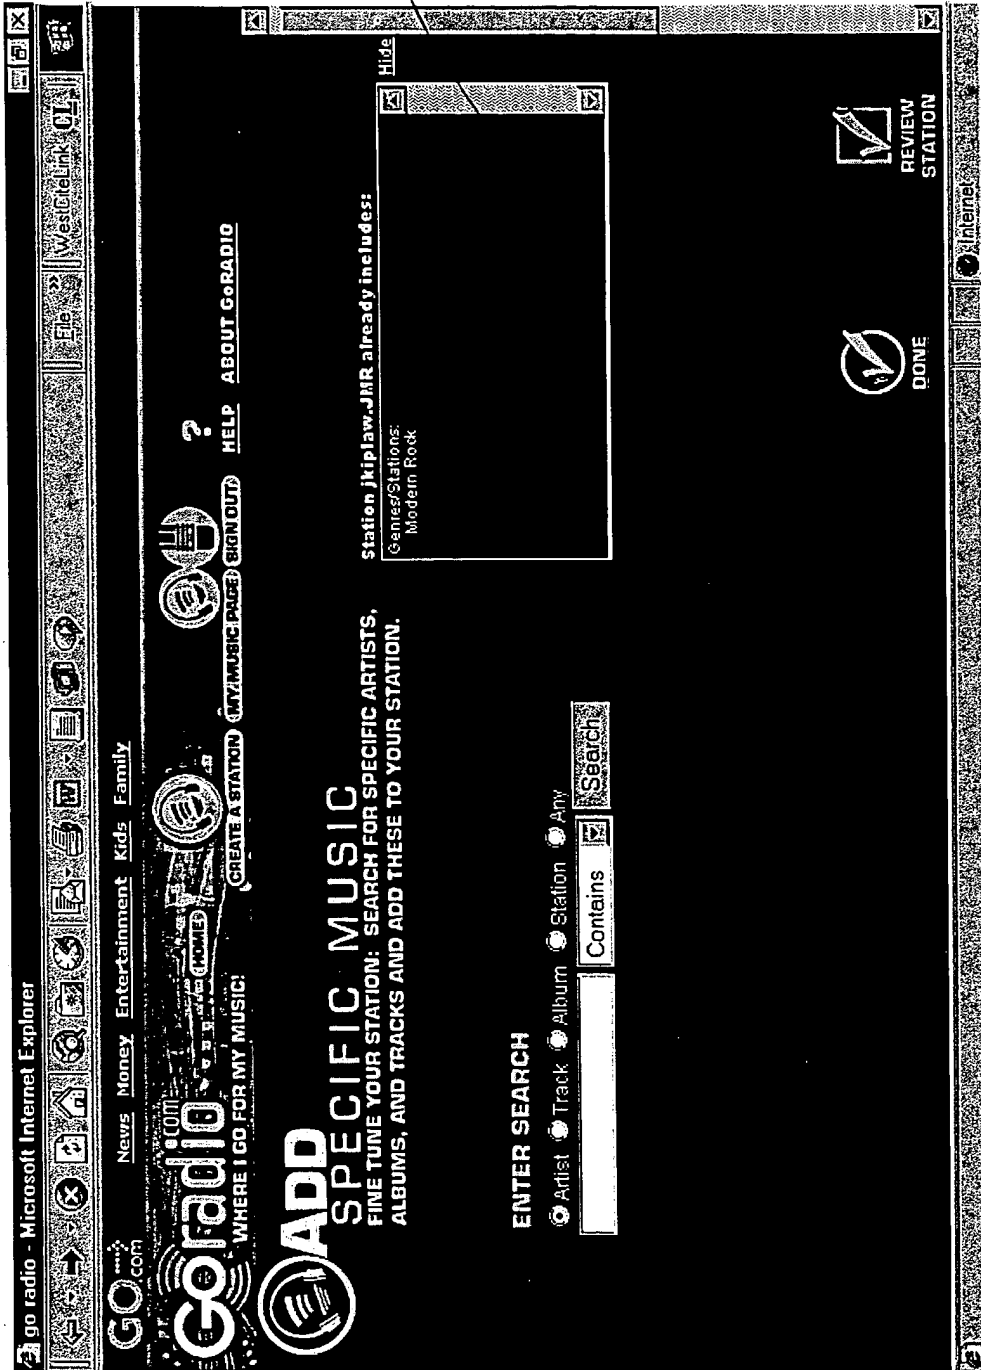 go radio - Microsoft Internet Explorer
File » WestCiteLink CL
GO.com
News Money Entertainment Kids Family
Goradio.com
WHERE I GO FOR MY MUSIC!
HOME
CREATE A STATION MY MUSIC PAGE SIGN OUT HELP ABOUT GoRADIO
?
ADD
SPECIFIC MUSIC
FINE TUNE YOUR STATION: SEARCH FOR SPECIFIC ARTISTS,
ALBUMS, AND TRACKS AND ADD THESE TO YOUR STATION.
Station jkiplaw.JMR already includes:
Hide
Genres/Stations:
Modern Rock
ENTER SEARCH
Artist Track Album Station Any
Contains Search
DONE
REVIEW
STATION
Internet